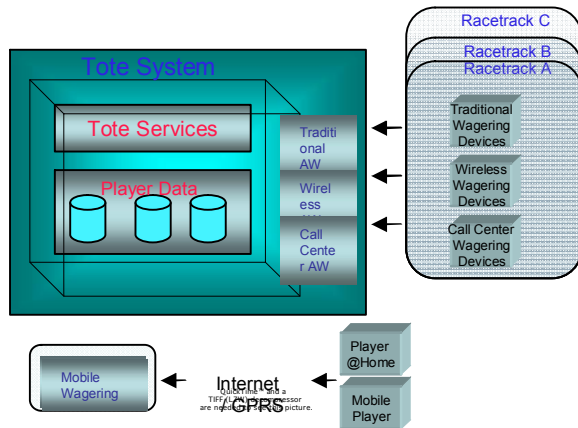 Racetrack C
Racetrack B
Racetrack A
Tote System
Tote Services
Player Data
Traditi
onal
AW
Wirel
ess
Call
Cente
r AW
Traditional
Wagering
Devices
Wireless
Wagering
Devices
Call Center
Wagering
Devices
Mobile
Wagering
Internet
/GPRS
QuickTime™ and a
TIFF (LZW) decompressor
are needed to see this picture.
Player
@Home
Mobile
Player